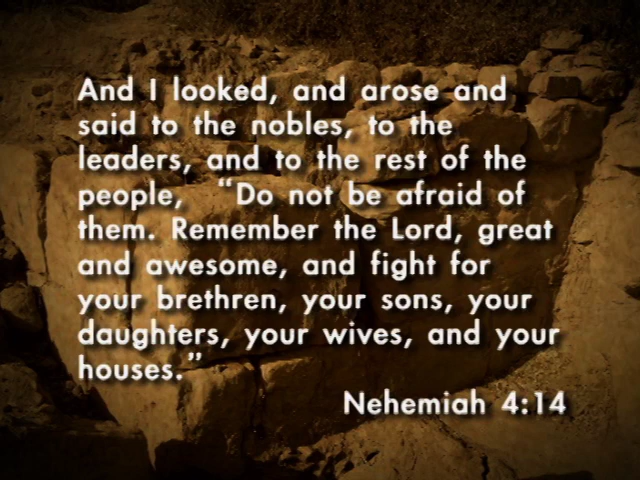 And I looked, and arose and
said to the nobles, to the
leaders, and to the rest of the
people, “Do not be afraid of
them. Remember the Lord, great
and awesome, and fight for
your brethren, your sons, your
daughters, your wives, and your
houses.”
Nehemiah 4:14